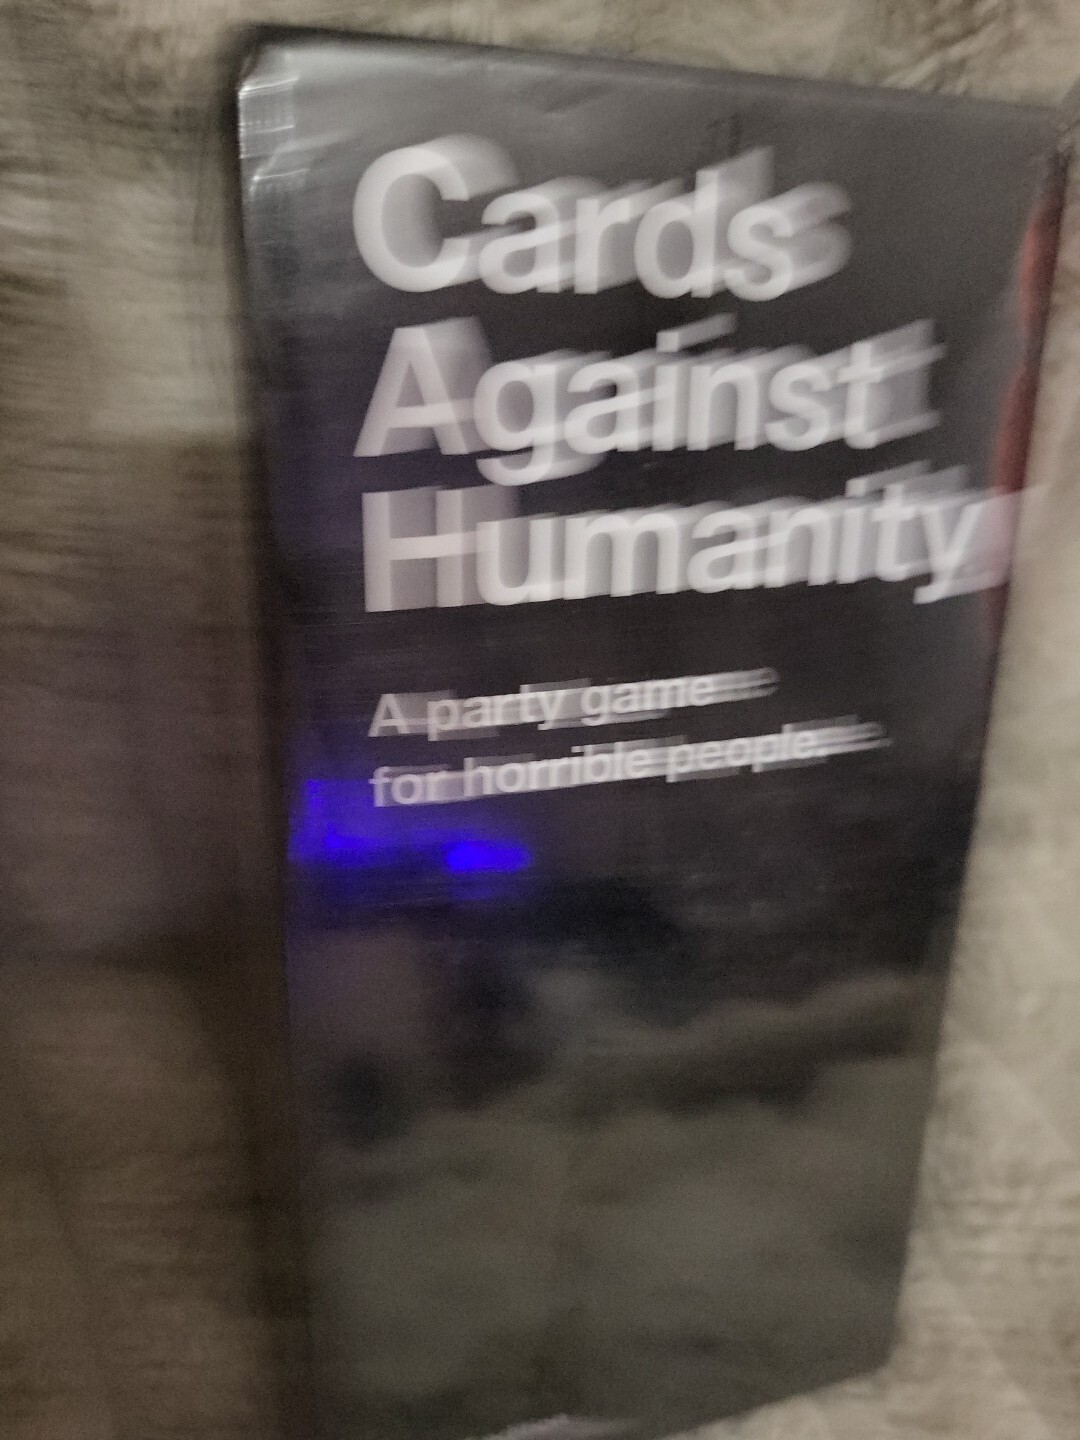 Cards
Against
Humanity
A party game
for horrible people.